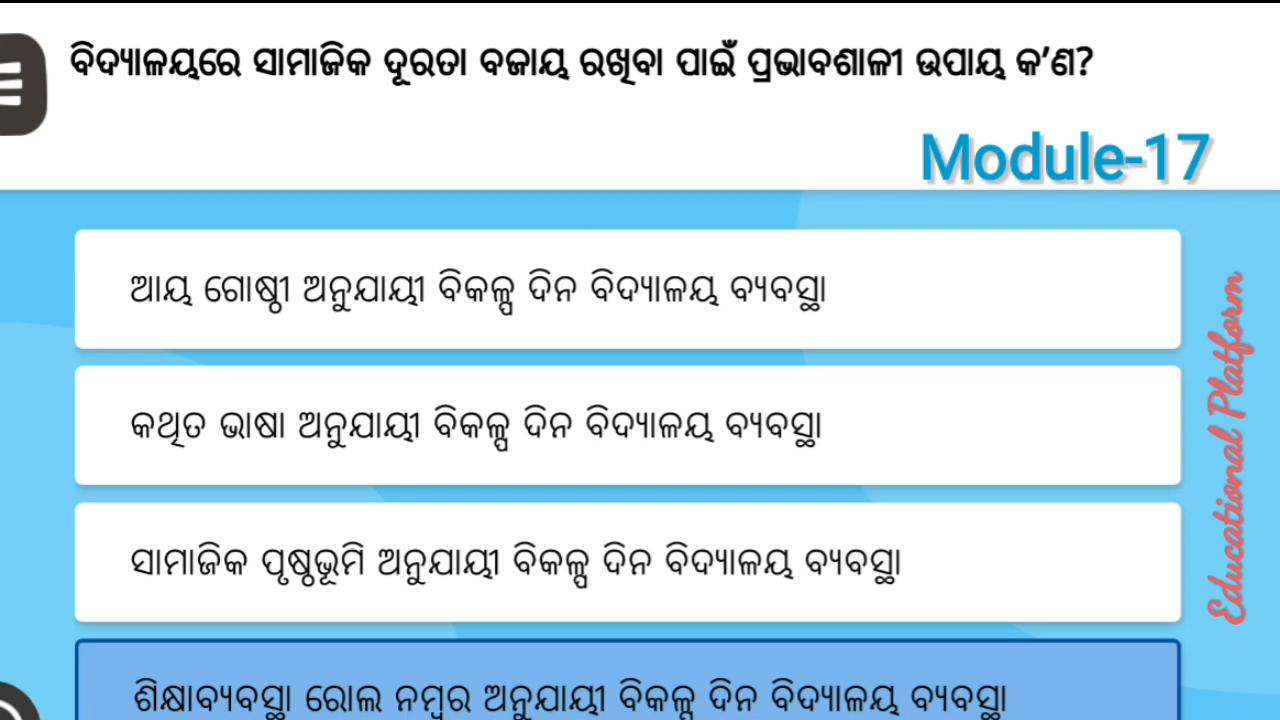 ବିଦ୍ୟାଳୟରେ ସାମାଜିକ ଦୂରତା ବଜାୟ ରଖିବା ପାଇଁ ପ୍ରଭାବଶାଳୀ ଉପାୟ କ'ଣ?
Module-17
ଆୟ ଗୋଷ୍ଠୀ ଅନୁଯାୟୀ ବିକଳ୍ପ ଦିନ ବିଦ୍ୟାଳୟ ବ୍ୟବସ୍ଥା
କଥିତ ଭାଷା ଅନୁଯାୟୀ ବିକଳ୍ପ ଦିନ ବିଦ୍ୟାଳୟ ବ୍ୟବସ୍ଥା
ସାମାଜିକ ପୃଷ୍ଠଭୂମି ଅନୁଯାୟୀ ବିକଳ୍ପ ଦିନ ବିଦ୍ୟାଳୟ ବ୍ୟବସ୍ଥା
ଶିକ୍ଷାବ୍ୟବସ୍ଥା ରୋଲ ନମ୍ବର ଅନୁଯାୟୀ ବିକଳ୍ପ ଦିନ ବିଦ୍ୟାଳୟ ବ୍ୟବସ୍ଥା
Educational Platform